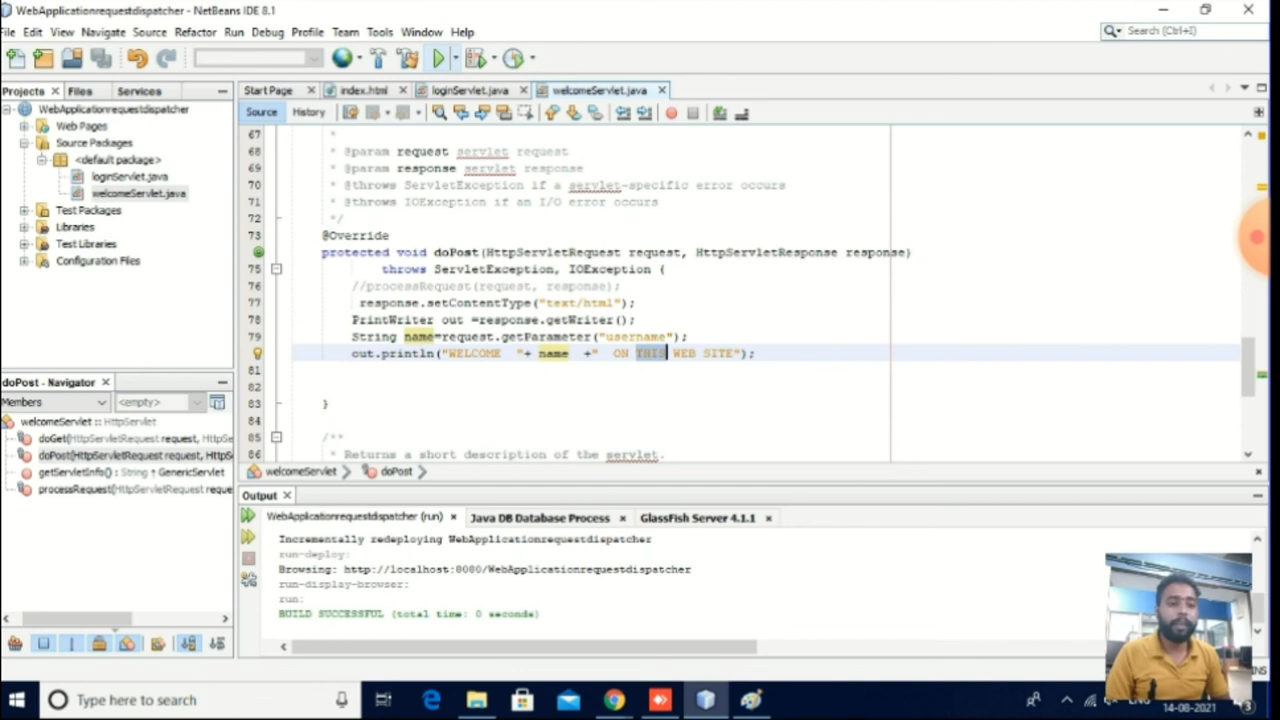 WebApplicationrequestdispatcher - NetBeans IDE 8.1
File Edit View Navigate Source Refactor Run Debug Profile Team Tools Window Help
Search (Ctrl+I)
Projects Files Services
Start Page index.html loginServlet.java welcomeServlet.java
Source History
WebApplicationrequestdispatcher
Web Pages
Source Packages
<default package>
loginServlet.java
welcomeServlet.java
Test Packages
Libraries
Test Libraries
Configuration Files
67 *
68 * @param request servlet request
69 * @param response servlet response
70 * @throws ServletException if a servlet-specific error occurs
71 * @throws IOException if an I/O error occurs
72 */
73 @Override
protected void doPost(HttpServletRequest request, HttpServletResponse response)
75 throws ServletException, IOException {
76 //processRequest(request, response);
77 response.setContentType("text/html");
78 PrintWriter out =response.getWriter();
79 String name=request.getParameter("username");
out.println("WELCOME "+ name +" ON THIS WEB SITE");
81
82
83 }
84
85 /**
86 * Returns a short description of the servlet.
welcomeServlet doPost
doPost - Navigator
Members <empty>
welcomeServlet :: HttpServlet
doGet(HttpServletRequest request, HttpS
doPost(HttpServletRequest request, HttpS
getServletInfo() : String ↑ GenericServlet
processRequest(HttpServletRequest reque
Output
WebApplicationrequestdispatcher (run) Java DB Database Process GlassFish Server 4.1.1
Incrementally redeploying WebApplicationrequestdispatcher
run-deploy:
Browsing: http://localhost:8080/WebApplicationrequestdispatcher
run-display-browser:
run:
BUILD SUCCESSFUL (total time: 0 seconds)
INS
Type here to search
ENG
14-08-2021
3